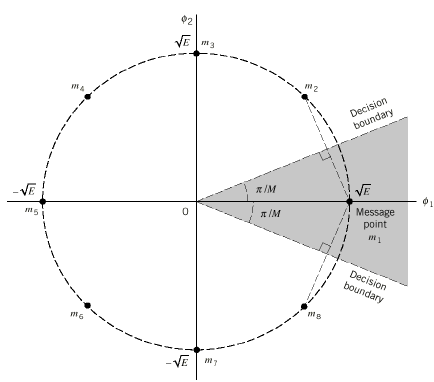 ϕ₂
√E m₃
m₄
m₂
Decision
boundary
π/M
−√E
√E
ϕ₁
m₅
0
π/M
Message
point
m₁
Decision
boundary
m₆
m₈
−√E m₇